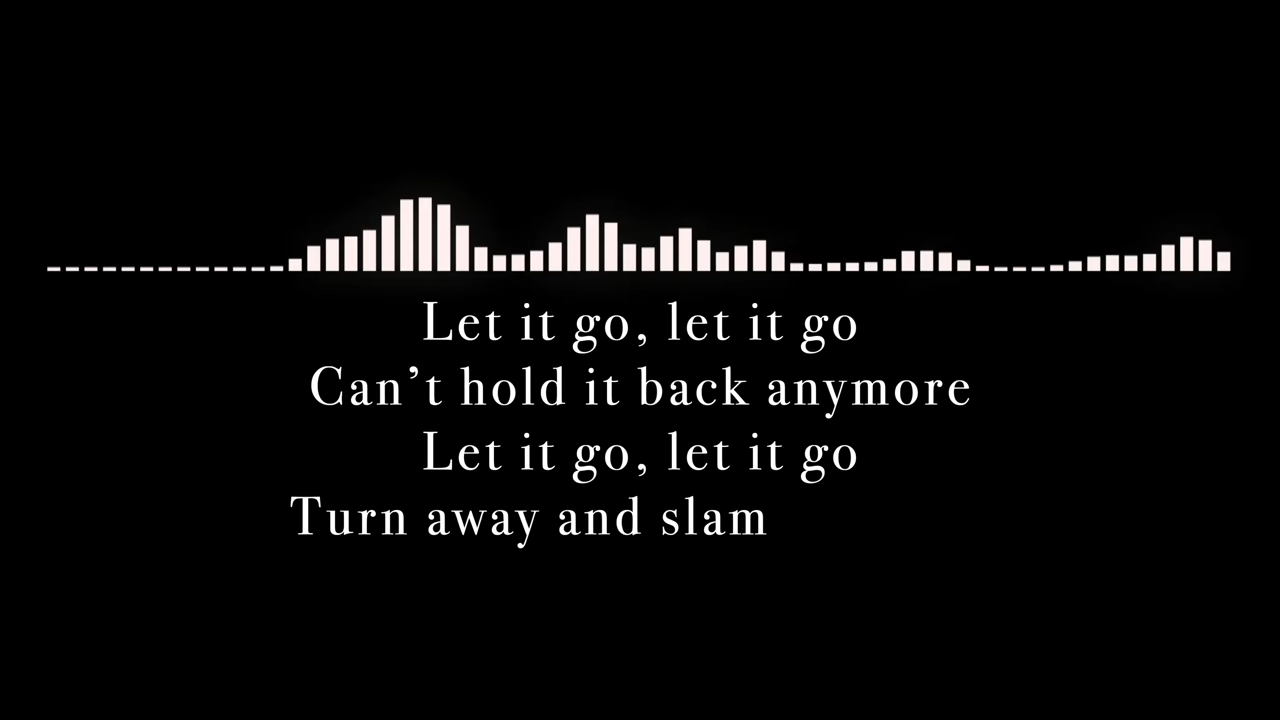 Let it go, let it go
Can’t hold it back anymore
Let it go, let it go
Turn away and slam